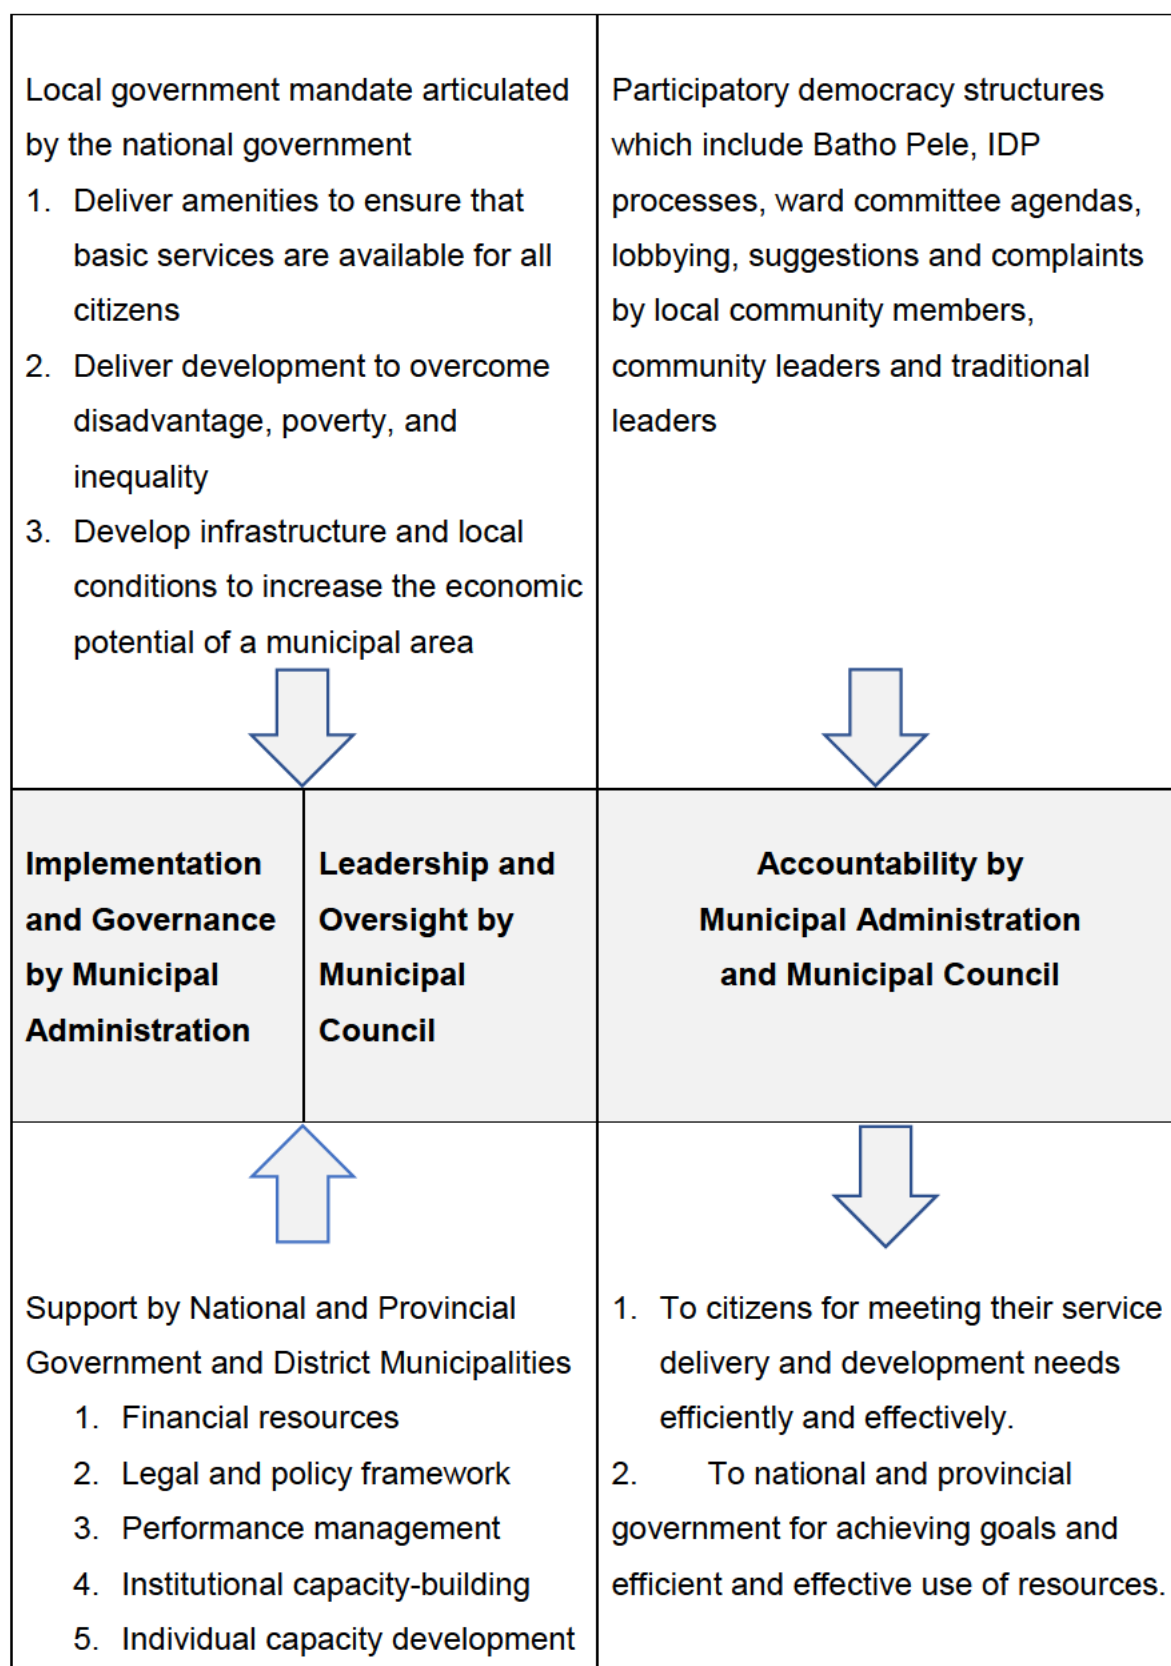 Local government mandate articulated
by the national government
1. Deliver amenities to ensure that
basic services are available for all
citizens
2. Deliver development to overcome
disadvantage, poverty, and
inequality
3. Develop infrastructure and local
conditions to increase the economic
potential of a municipal area
Participatory democracy structures
which include Batho Pele, IDP
processes, ward committee agendas,
lobbying, suggestions and complaints
by local community members,
community leaders and traditional
leaders
Implementation
and Governance
by Municipal
Administration
Leadership and
Oversight by
Municipal
Council
Accountability by
Municipal Administration
and Municipal Council
Support by National and Provincial
Government and District Municipalities
1. Financial resources
2. Legal and policy framework
3. Performance management
4. Institutional capacity-building
5. Individual capacity development
1. To citizens for meeting their service
delivery and development needs
efficiently and effectively.
2. To national and provincial
government for achieving goals and
efficient and effective use of resources.